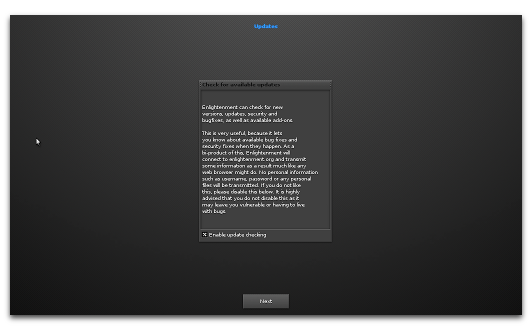 Updates
Check for available updates
Enlightenment can check for new
versions, updates, security and
bugfixes, as well as available add-ons.
This is very useful, because it lets
you know about available bug fixes and
security fixes when they happen. As a
bi-product of this, Enlightenment will
connect to enlightenment.org and transmit
some information as a result much like any
web browser might do. No personal information
such as username, password or any personal
files will be transmitted. If you do not like
this, please disable this below. It is highly
advised that you do not disable this as it
may leave you vulnerable or having to live
with bugs.
Enable update checking
Next